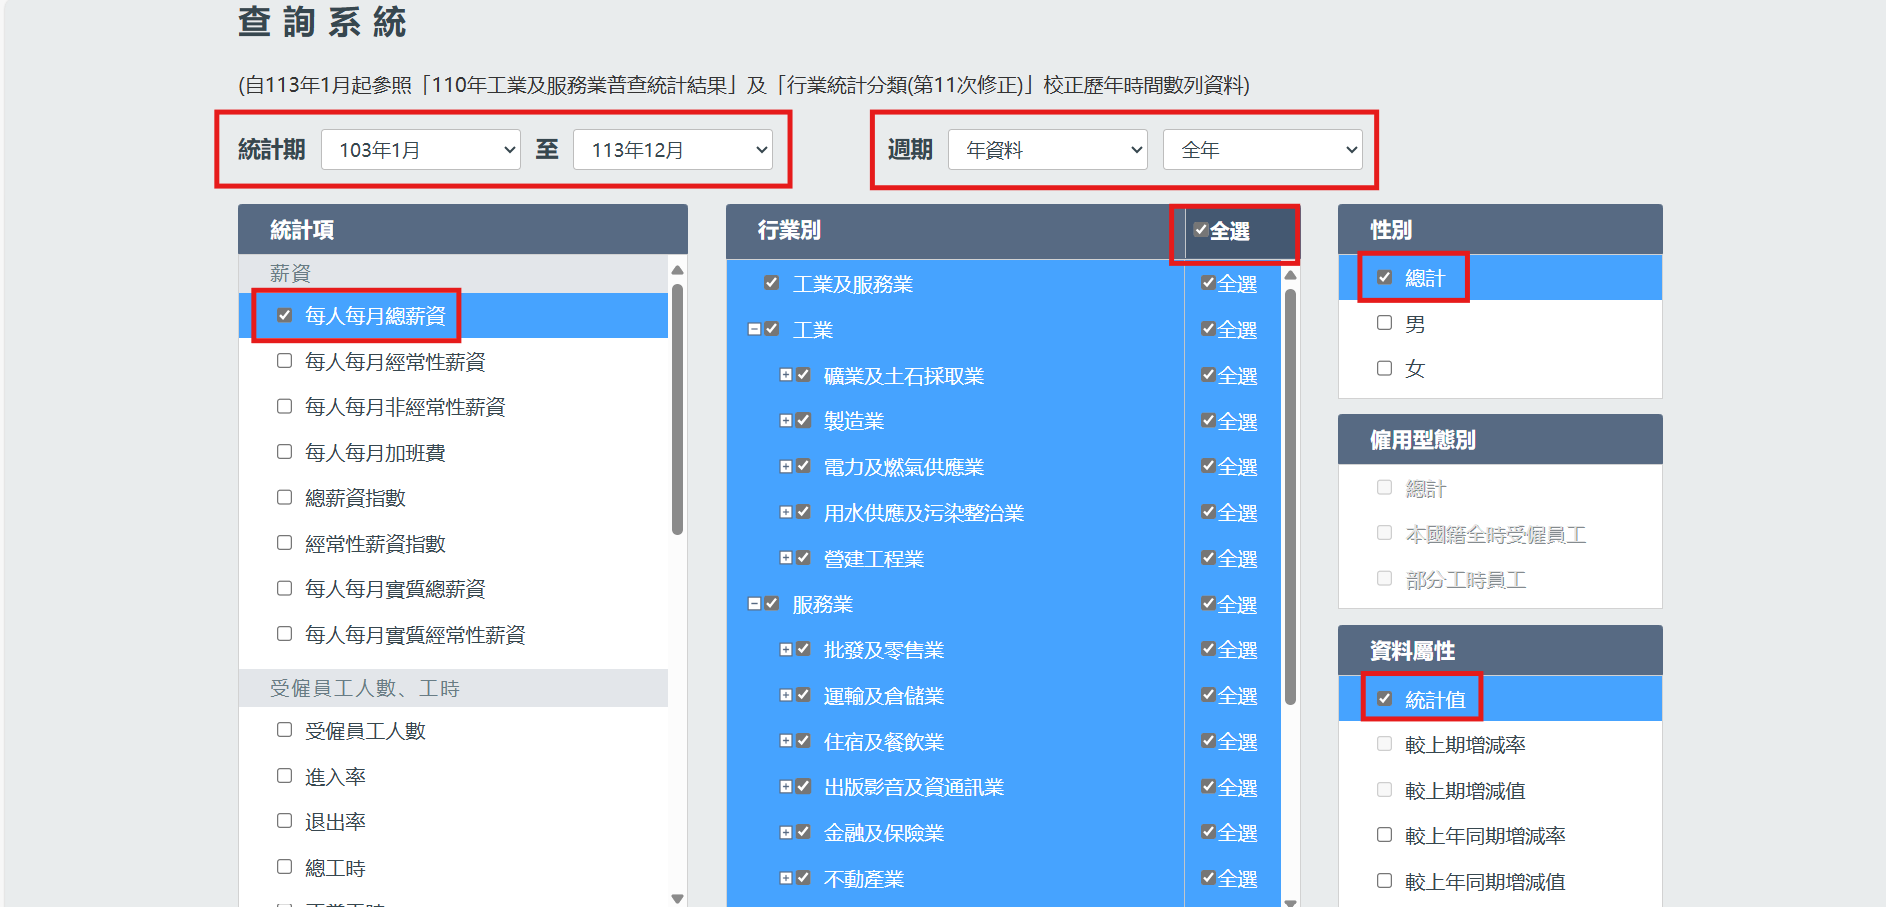 查詢系統
(自113年1月起參照「110年工業及服務業普查統計結果」及「行業統計分類(第11次修正)」校正歷年時間數列資料)
統計期 103年1月 至 113年12月 週期 年資料 全年
統計項
薪資
每人每月總薪資
每人每月經常性薪資
每人每月非經常性薪資
每人每月加班費
總薪資指數
經常性薪資指數
每人每月實質總薪資
每人每月實質經常性薪資
受僱員工人數、工時
受僱員工人數
進入率
退出率
總工時
行業別 全選
工業及服務業 全選
工業 全選
礦業及土石採取業 全選
製造業 全選
電力及燃氣供應業 全選
用水供應及污染整治業 全選
營建工程業 全選
服務業 全選
批發及零售業 全選
運輸及倉儲業 全選
住宿及餐飲業 全選
出版影音及資通訊業 全選
金融及保險業 全選
不動產業 全選
性別
總計
男
女
僱用型態別
總計
本國籍全時受僱員工
部分工時員工
資料屬性
統計值
較上期增減率
較上期增減值
較上年同期增減率
較上年同期增減值